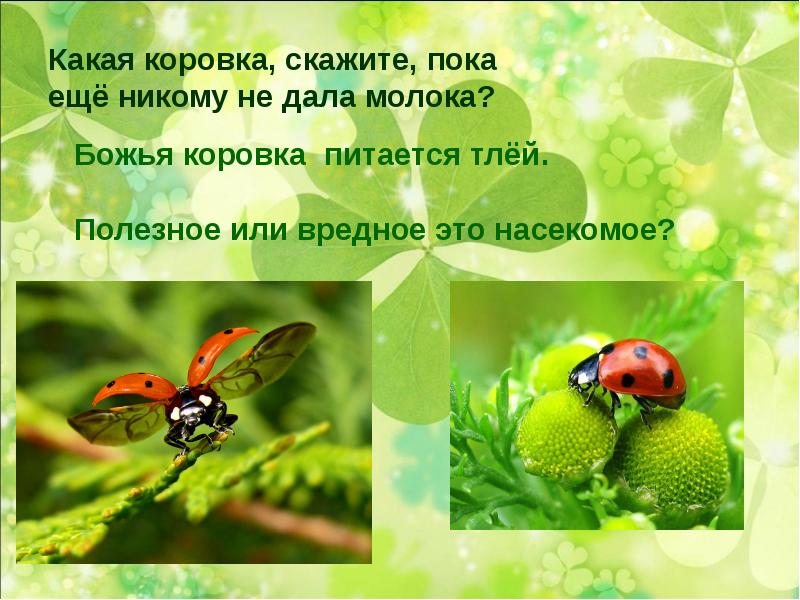 Какая коровка, скажите, пока
ещё никому не дала молока?
Божья коровка питается тлёй.
Полезное или вредное это насекомое?